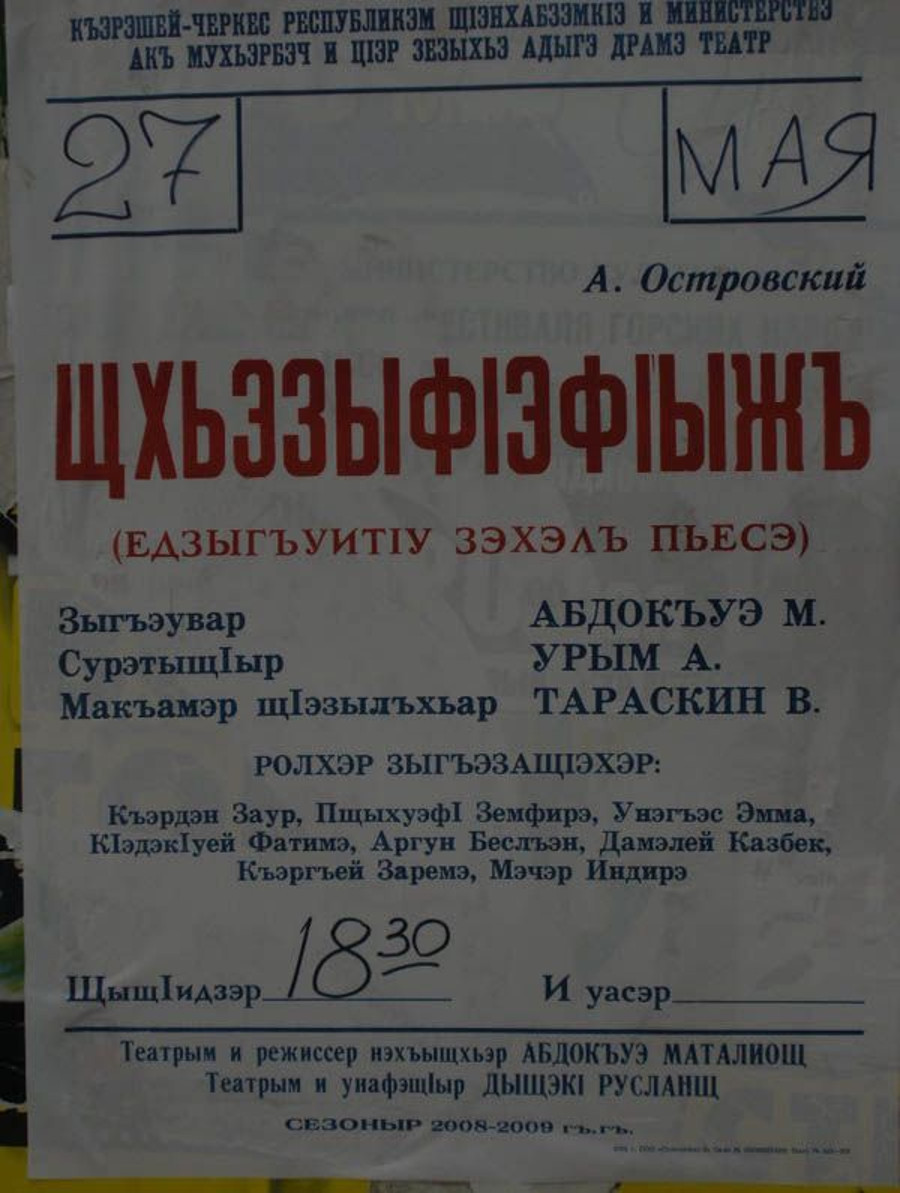 КЪЭРЭШЕЙ-ЧЕРКЕС РЕСПУБЛИКЭМ ЩIЭНХАБЗЭМКIЭ И МИНИСТЕРСТВЭ
АКЪ МУХЬЭРБЭЧ И ЦIЭР ЗЕЗЫХЬЭ АДЫГЭ ДРАМЭ ТЕАТР
27 МАЯ
А. Островский
ЩХЬЭЗЫФIЭФIЫЖЪ
(ЕДЗЫГЪУИТIУ ЗЭХЭЛЪ ПЬЕСЭ)
Зыгъэувар АБДОКЪУЭ М.
СурэтыщIыр УРЫМ А.
Макъамэр щIэзылъхьар ТАРАСКИН В.
РОЛХЭР ЗЫГЪЭЗАЩIЭХЭР:
Къэрдэн Заур, ПщыхуэфI Земфирэ, Унэгъэс Эмма,
КIэдэкIуей Фатимэ, Аргун Беслъэн, Дамэлей Казбек,
Къэргъей Заремэ, Мэчэр Индирэ
ЩыщIидзэр 18 30 И уасэр
Театрым и режиссер нэхъыщхьэр АБДОКЪУЭ МАТАЛИОЩ
Театрым и унафэщIыр ДЫЩЭКI РУСЛАНЩ
СЕЗОНЫР 2008-2009 гъ.гъ.